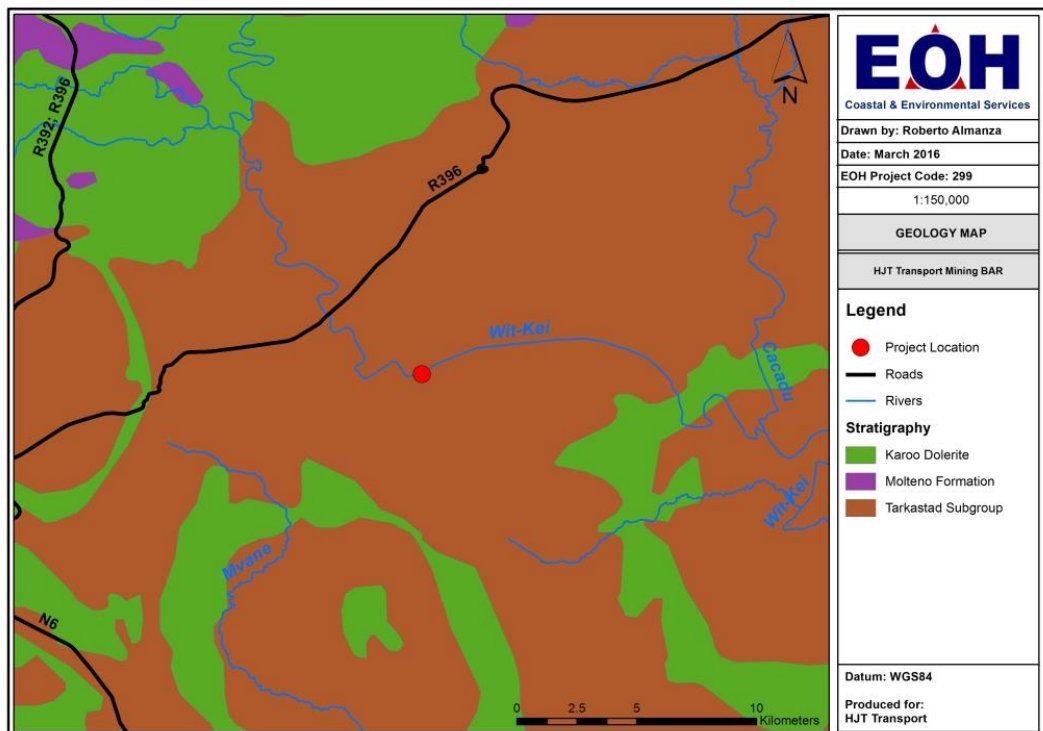 R392; R396
R396
N
Wit-Kei
Cacadu
Wit-Kei
Mvane
N6
0 2.5 5 10
Kilometers
EOH
Coastal & Environmental Services
Drawn by: Roberto Almanza
Date: March 2016
EOH Project Code: 299
1:150,000
GEOLOGY MAP
HJT Transport Mining BAR
Legend
Project Location
Roads
Rivers
Stratigraphy
Karoo Dolerite
Molteno Formation
Tarkastad Subgroup
Datum: WGS84
Produced for:
HJT Transport